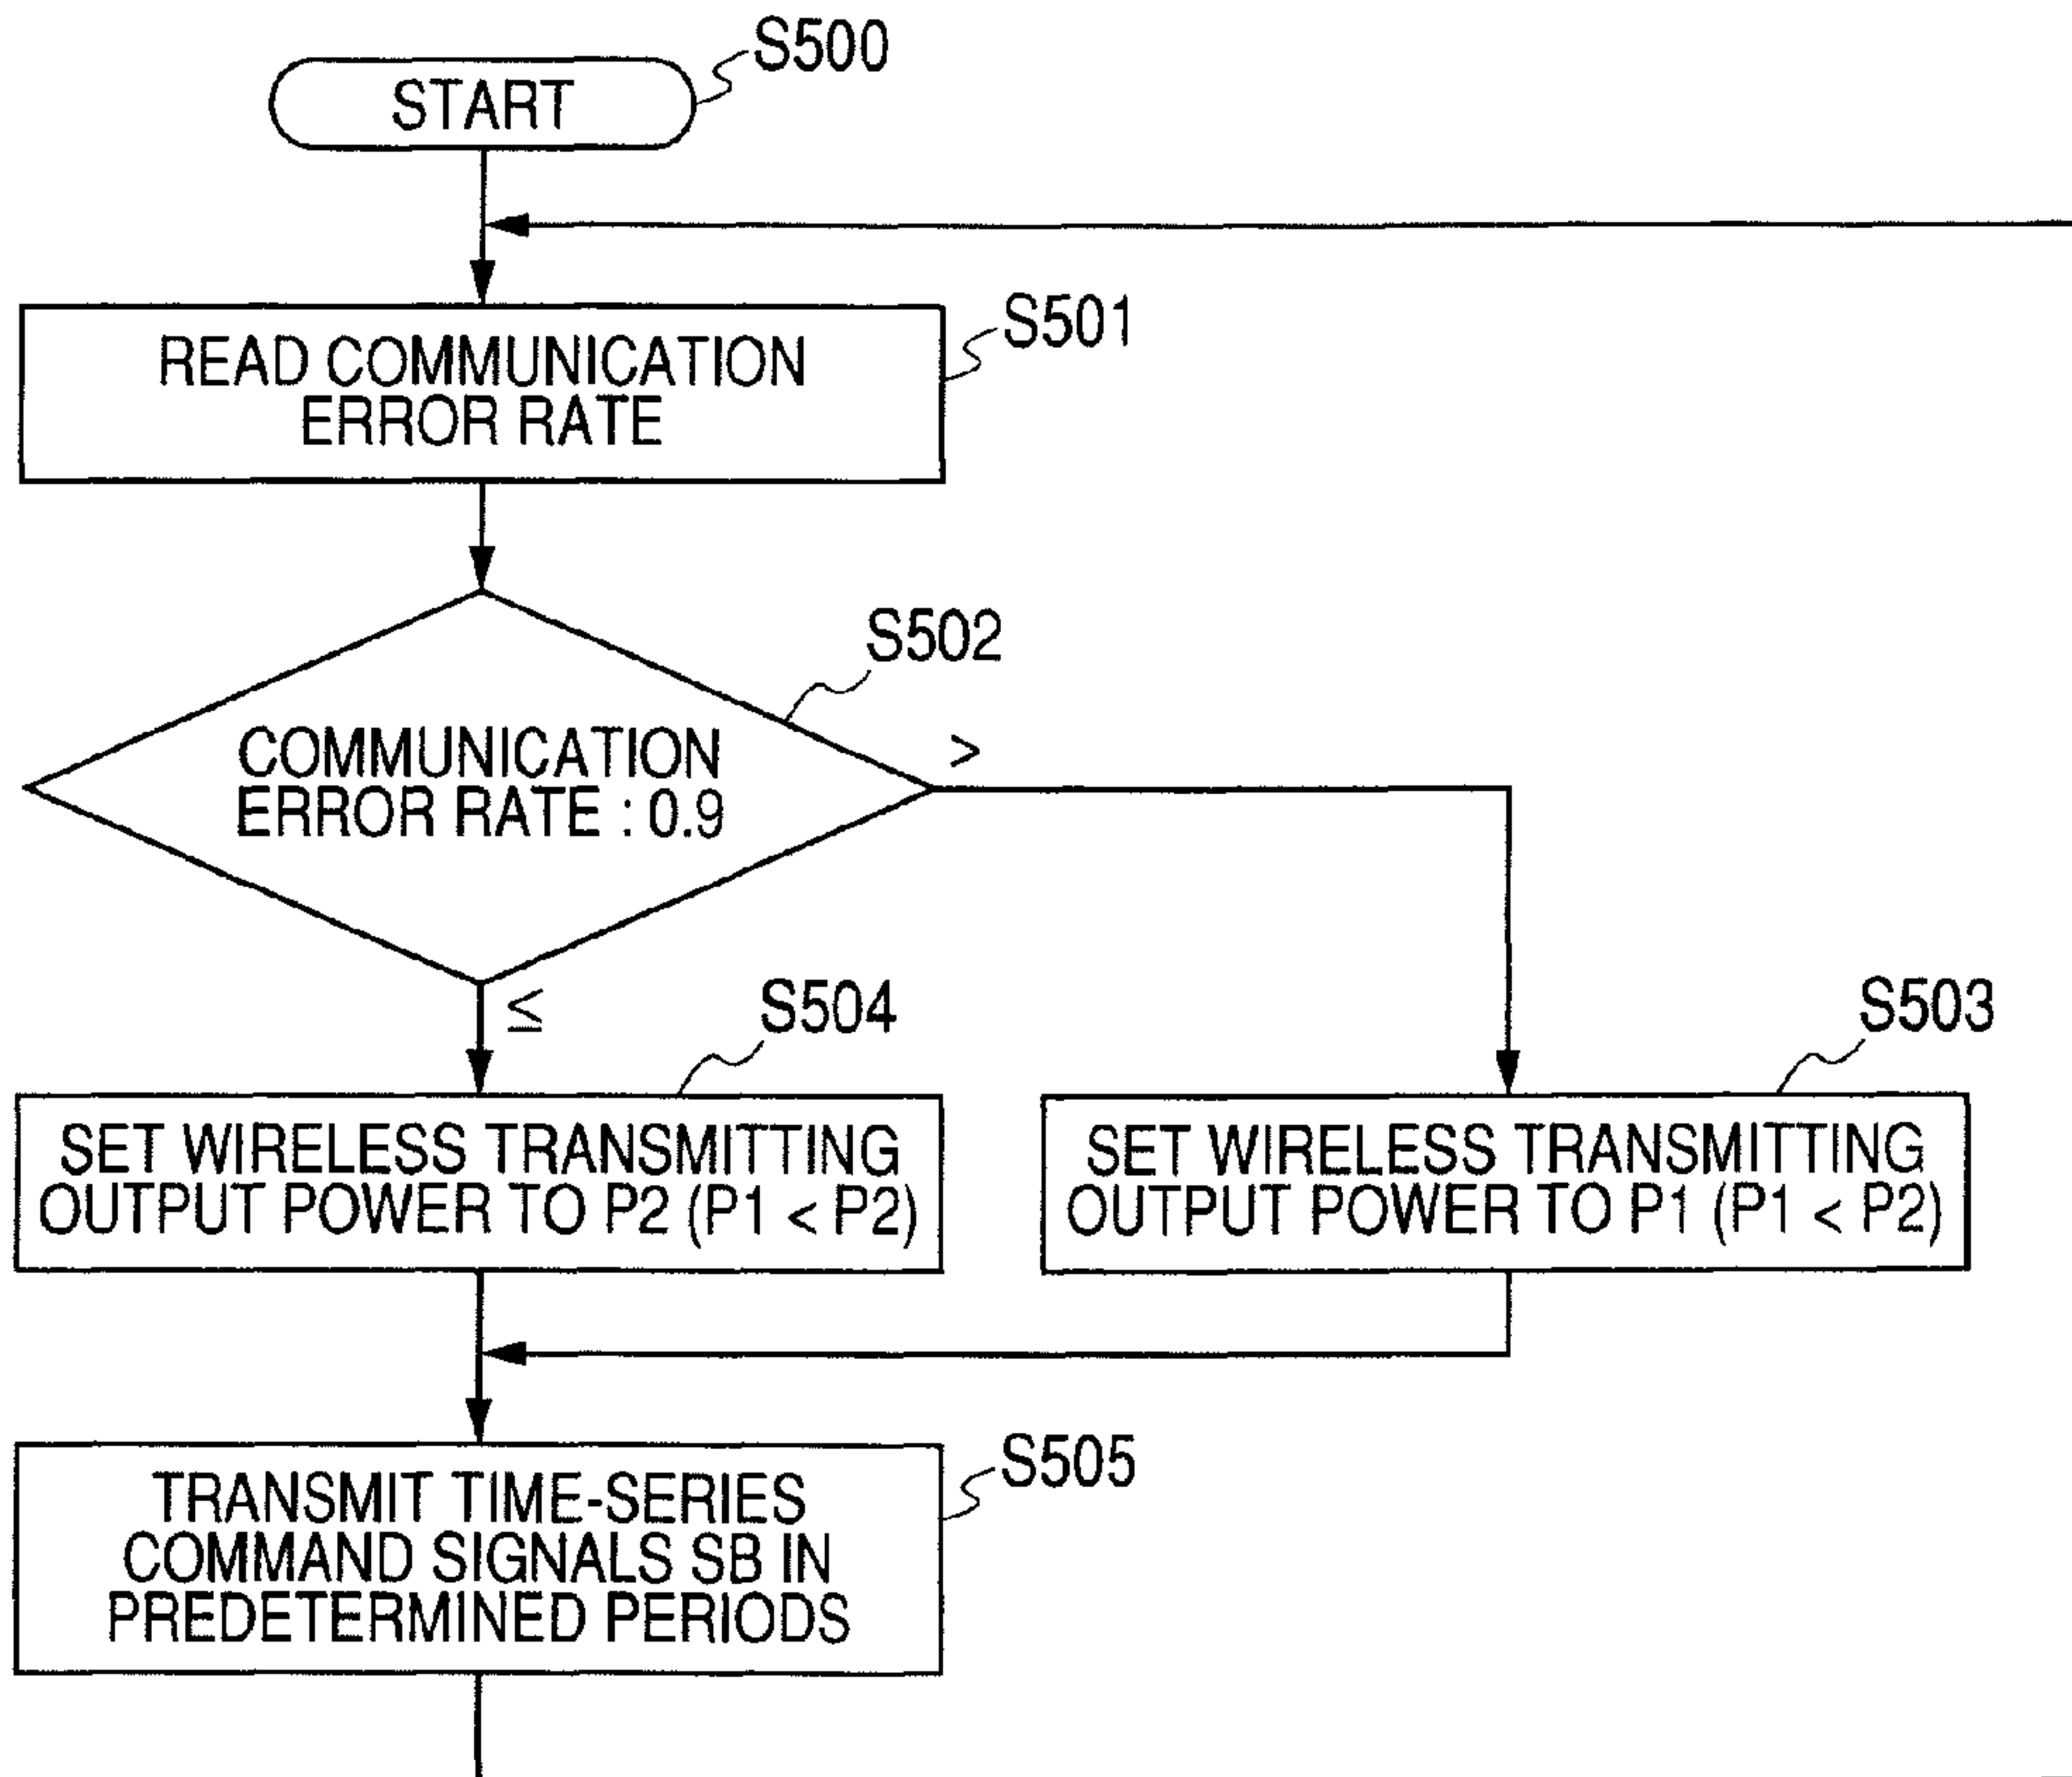 START
S500
READ COMMUNICATION
ERROR RATE
S501
COMMUNICATION
ERROR RATE : 0.9
S502
>
≤
S504
SET WIRELESS TRANSMITTING
OUTPUT POWER TO P2 (P1 < P2)
S503
SET WIRELESS TRANSMITTING
OUTPUT POWER TO P1 (P1 < P2)
TRANSMIT TIME-SERIES
COMMAND SIGNALS SB IN
PREDETERMINED PERIODS
S505